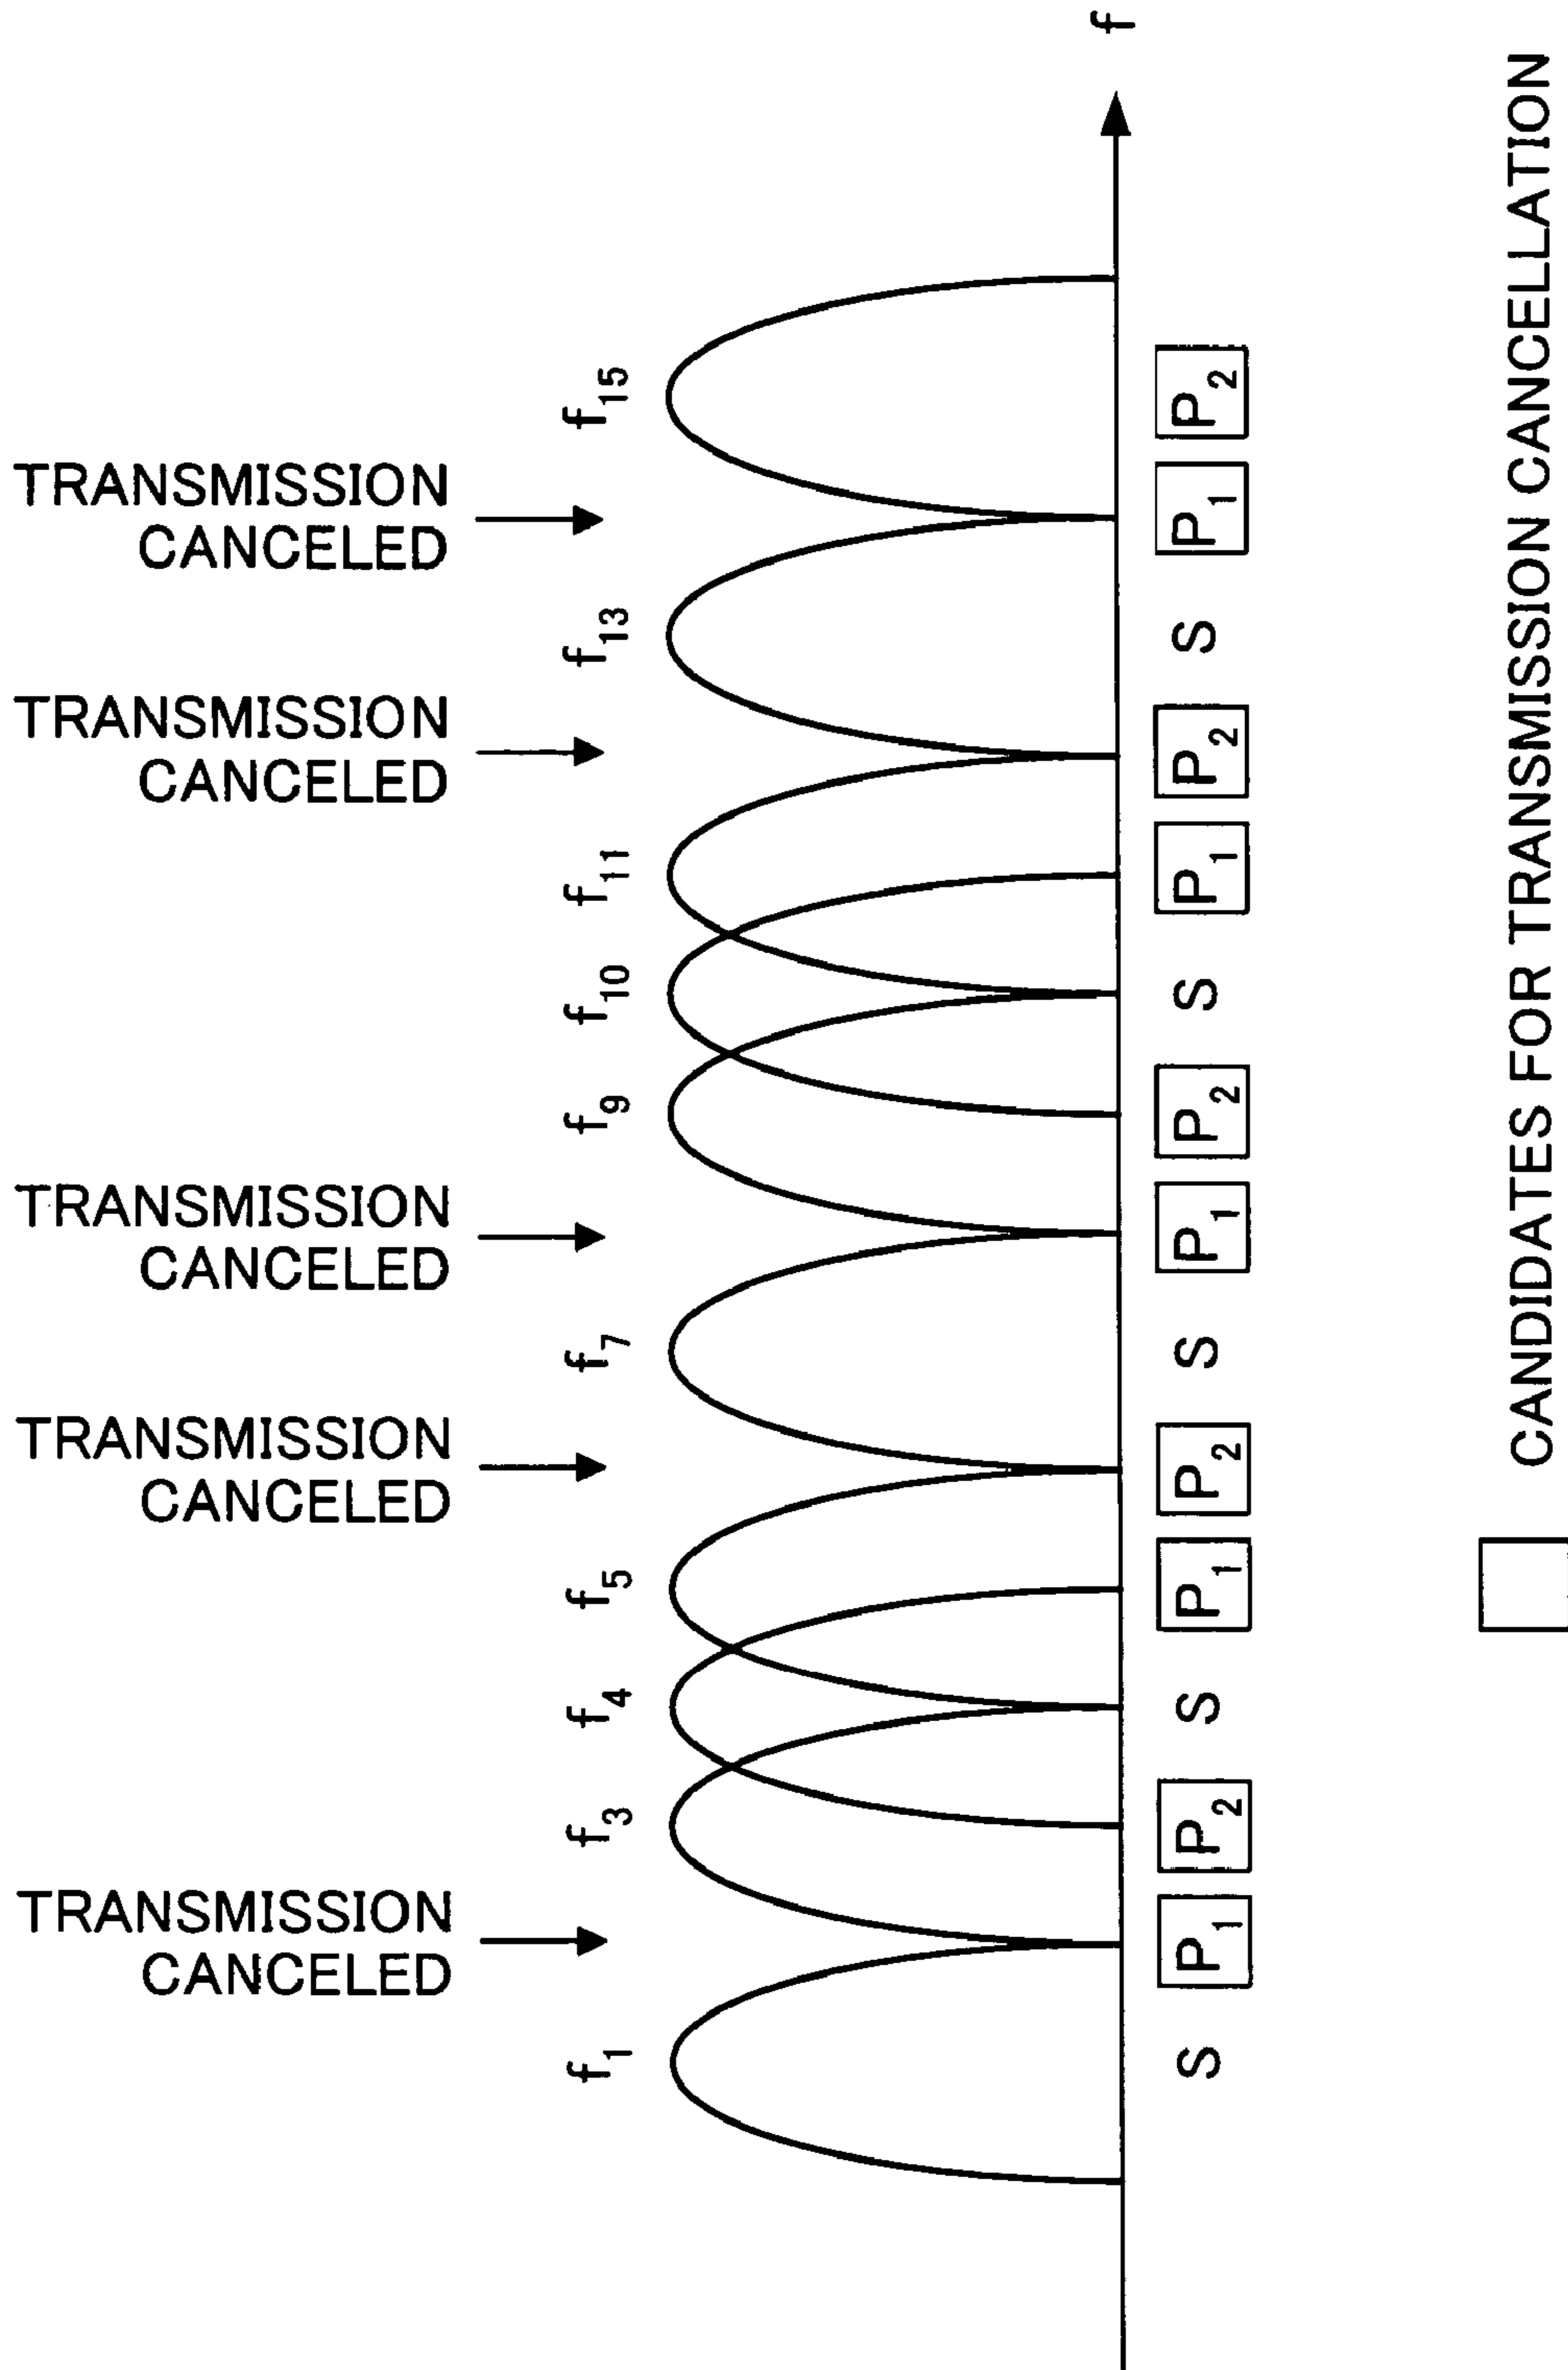 TRANSMISSION
CANCELED
TRANSMISSION
CANCELED
TRANSMISSION
CANCELED
TRANSMISSION
CANCELED
TRANSMISSION
CANCELED
f1 f3 f4 f5 f7 f9 f10 f11 f13 f15
f
S P1 P2 S P1 P2 S P1 P2 S P1 P2 S P1 P2
CANDIDATES FOR TRANSMISSION CANCELLATION